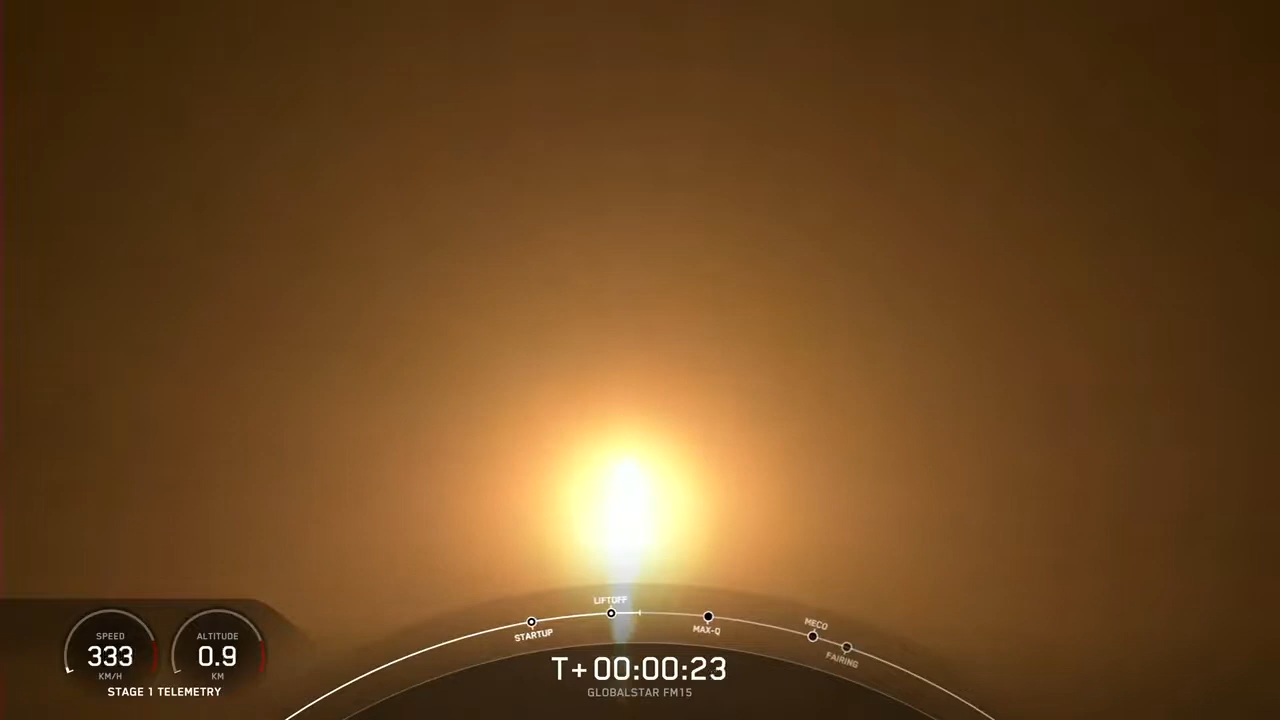 LIFTOFF
STARTUP
MAX-Q
MECO
FAIRING
SPEED
333
KM/H
ALTITUDE
0.9
KM
STAGE 1 TELEMETRY
T+00:00:23
GLOBALSTAR FM15